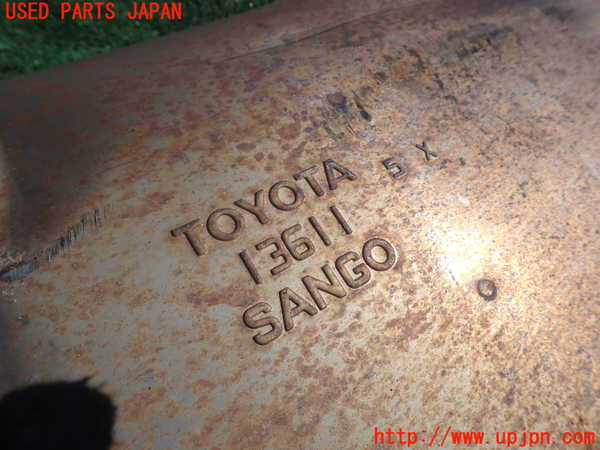 USED PARTS JAPAN
TOYOTA 5 X
13611
SANGO
http://www.upjpn.com/